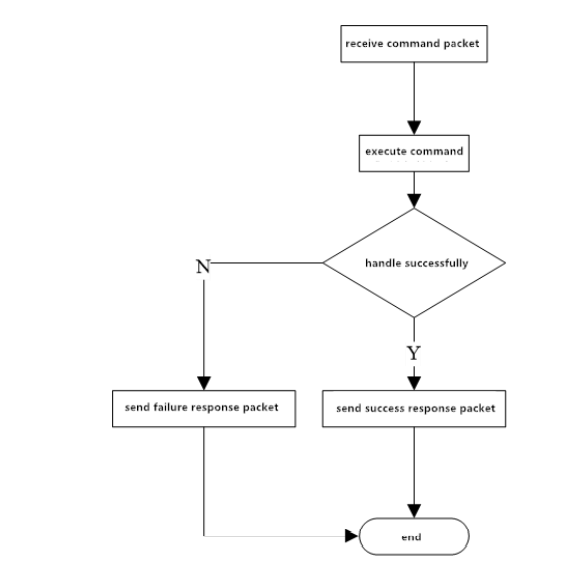 receive command packet
execute command
handle successfully
N
Y
send failure response packet
send success response packet
end